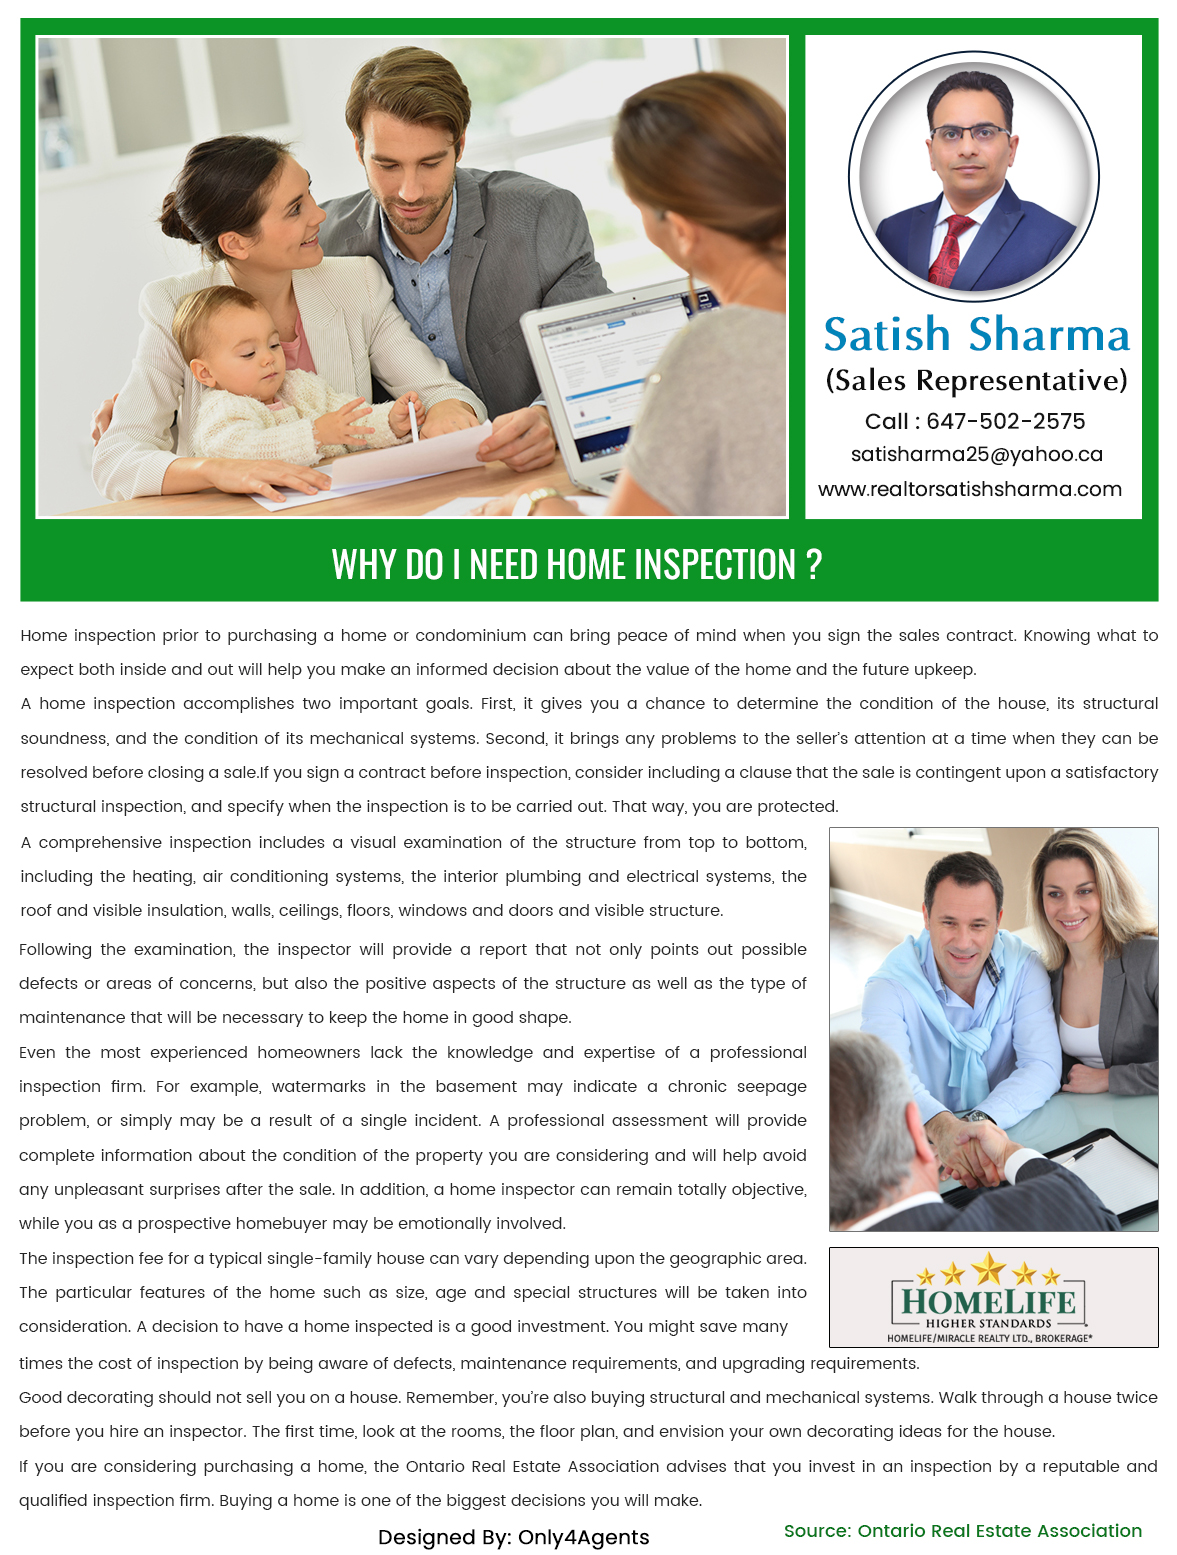 Satish Sharma
(Sales Representative)
Call : 647-502-2575
satisharma25@yahoo.ca
www.realtorsatishsharma.com
WHY DO I NEED HOME INSPECTION ?
Home inspection prior to purchasing a home or condominium can bring peace of mind when you sign the sales contract. Knowing what to
expect both inside and out will help you make an informed decision about the value of the home and the future upkeep.
A home inspection accomplishes two important goals. First, it gives you a chance to determine the condition of the house, its structural
soundness, and the condition of its mechanical systems. Second, it brings any problems to the seller's attention at a time when they can be
resolved before closing a sale.If you sign a contract before inspection, consider including a clause that the sale is contingent upon a satisfactory
structural inspection, and specify when the inspection is to be carried out. That way, you are protected.
A comprehensive inspection includes a visual examination of the structure from top to bottom,
including the heating, air conditioning systems, the interior plumbing and electrical systems, the
roof and visible insulation, walls, ceilings, floors, windows and doors and visible structure.
Following the examination, the inspector will provide a report that not only points out possible
defects or areas of concerns, but also the positive aspects of the structure as well as the type of
maintenance that will be necessary to keep the home in good shape.
Even the most experienced homeowners lack the knowledge and expertise of a professional
inspection firm. For example, watermarks in the basement may indicate a chronic seepage
problem, or simply may be a result of a single incident. A professional assessment will provide
complete information about the condition of the property you are considering and will help avoid
any unpleasant surprises after the sale. In addition, a home inspector can remain totally objective,
while you as a prospective homebuyer may be emotionally involved.
The inspection fee for a typical single-family house can vary depending upon the geographic area.
The particular features of the home such as size, age and special structures will be taken into
consideration. A decision to have a home inspected is a good investment. You might save many
times the cost of inspection by being aware of defects, maintenance requirements, and upgrading requirements.
HOMELIFE
HIGHER STANDARDS
HOMELIFE/MIRACLE REALTY LTD., BROKERAGE*
Good decorating should not sell you on a house. Remember, you're also buying structural and mechanical systems. Walk through a house twice
before you hire an inspector. The first time, look at the rooms, the floor plan, and envision your own decorating ideas for the house.
If you are considering purchasing a home, the Ontario Real Estate Association advises that you invest in an inspection by a reputable and
qualified inspection firm. Buying a home is one of the biggest decisions you will make.
Designed By: Only4Agents
Source: Ontario Real Estate Association